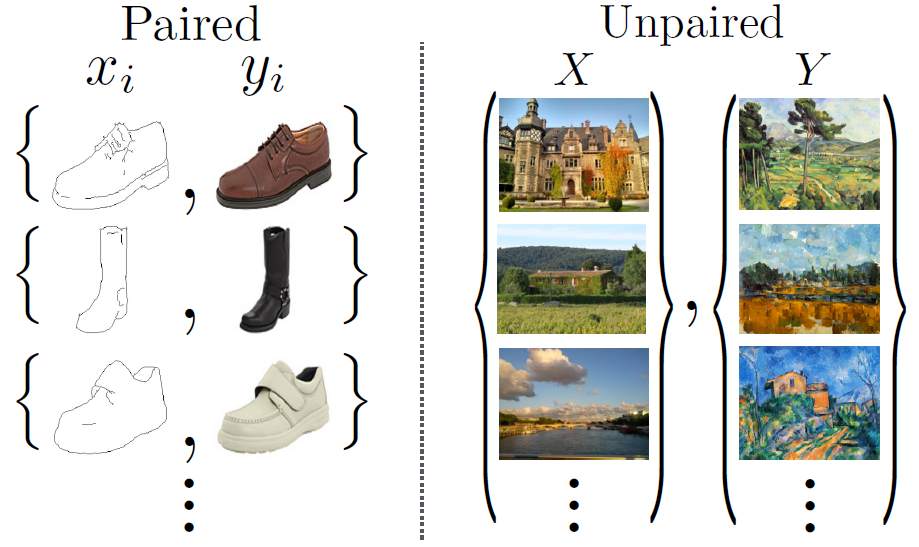 Paired
x_i y_i
{ , }
{ , }
{ , }
⋮
Unpaired
X Y
{ } , { }
⋮ ⋮